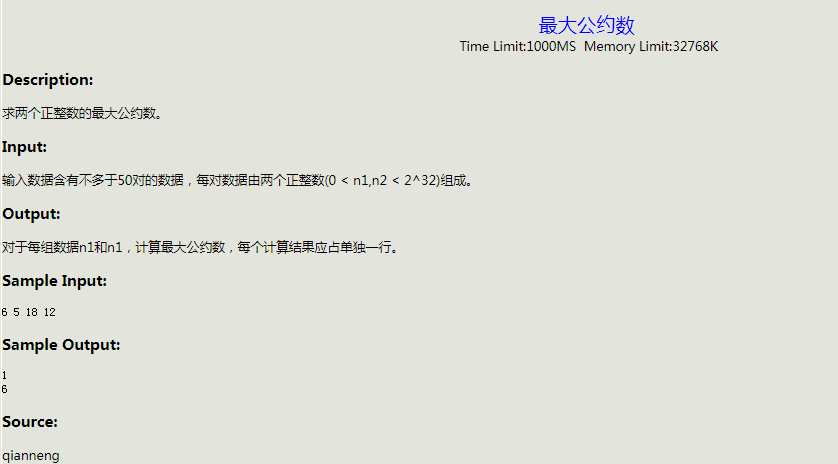 最大公约数
Time Limit:1000MS Memory Limit:32768K
Description:
求两个正整数的最大公约数。
Input:
输入数据含有不多于50对的数据，每对数据由两个正整数(0 < n1,n2 < 2^32)组成。
Output:
对于每组数据n1和n1，计算最大公约数，每个计算结果应占单独一行。
Sample Input:
6 5 18 12
Sample Output:
1
6
Source:
qianneng